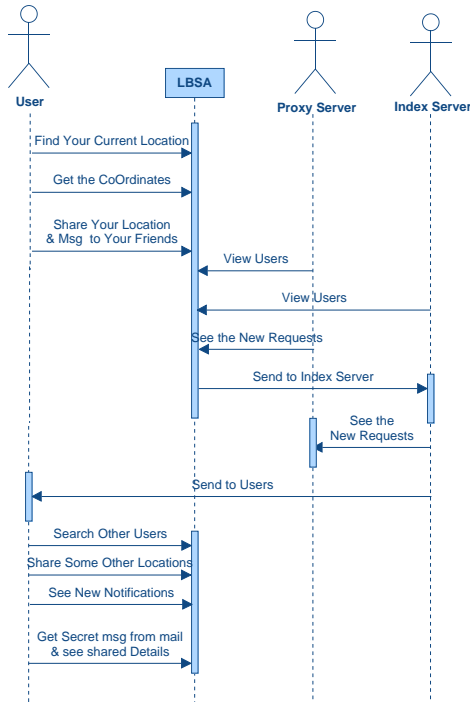 User
LBSA
Proxy Server
Index Server
Find Your Current Location
Get the CoOrdinates
Share Your Location
& Msg to Your Friends
View Users
View Users
See the New Requests
Send to Index Server
See the
New Requests
Send to Users
Search Other Users
Share Some Other Locations
See New Notifications
Get Secret msg from mail
& see shared Details